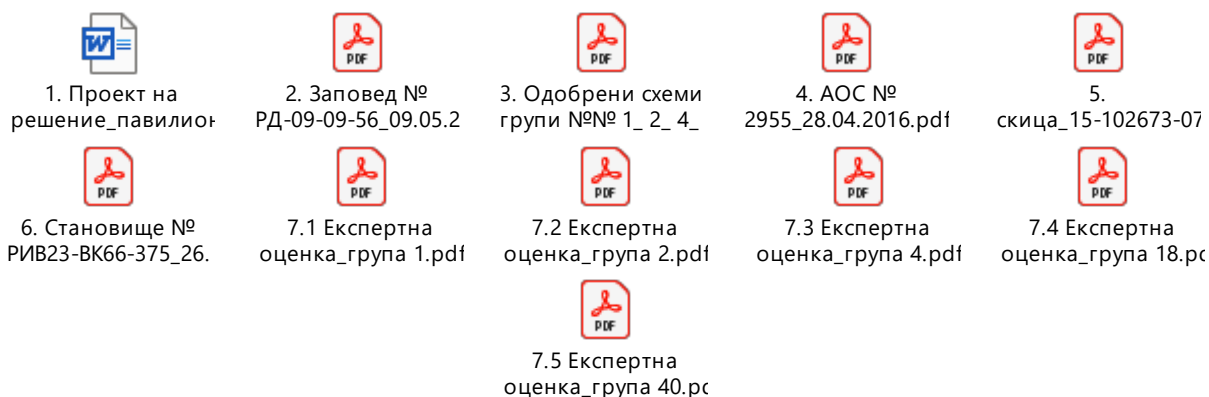 1. Проект на
решение_павилион
2. Заповед №
РД-09-09-56_09.05.2
3. Одобрени схеми
групи №№ 1_ 2_ 4_
4. АОС №
2955_28.04.2016.pdf
5.
скица_15-102673-07
6. Становище №
РИВ23-ВК66-375_26.
7.1 Експертна
оценка_група 1.pdf
7.2 Експертна
оценка_група 2.pdf
7.3 Експертна
оценка_група 4.pdf
7.4 Експертна
оценка_група 18.pd
7.5 Експертна
оценка_група 40.pd